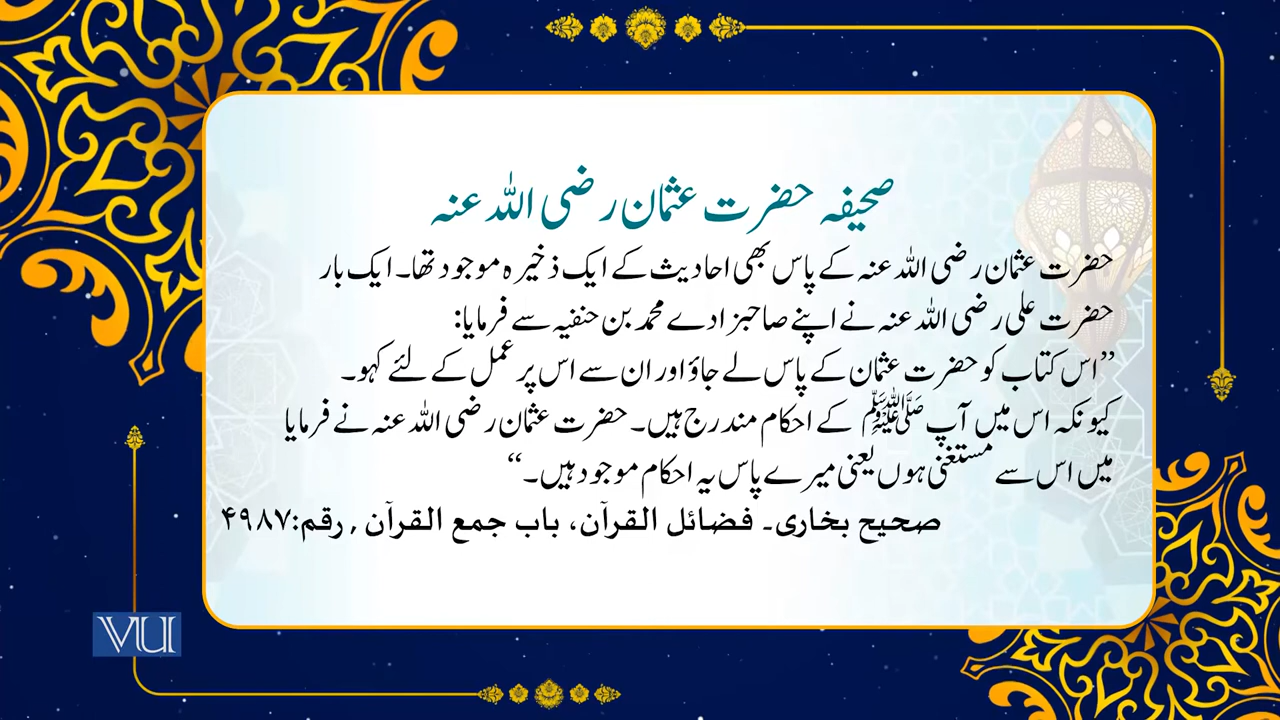 صحیفہ حضرت عثمان رضی اللہ عنہ
حضرت عثمان رضی اللہ عنہ کے پاس بھی احادیث کے ایک ذخیرہ موجود تھا۔ ایک بار
حضرت علی رضی اللہ عنہ نے اپنے صاحبزادے محمد بن حنفیہ سے فرمایا:
”اس کتاب کو حضرت عثمان کے پاس لے جاؤ اور ان سے اس پر عمل کے لئے کہو۔
کیونکہ اس میں آپ ﷺ کے احکام مندرج ہیں۔ حضرت عثمان رضی اللہ عنہ نے فرمایا
میں اس سے مستغنی ہوں یعنی میرے پاس یہ احکام موجود ہیں۔“
صحیح بخاری۔ فضائل القرآن، باب جمع القرآن , رقم:۴۹۸۷
VU